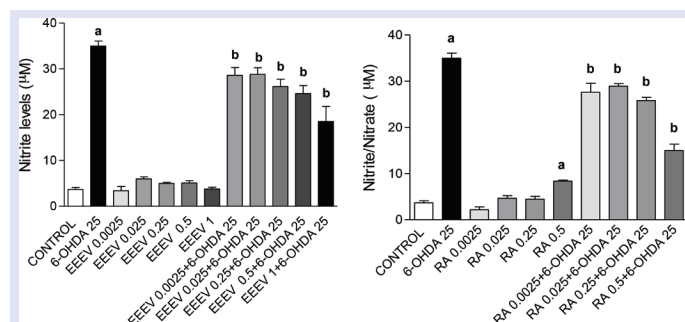 Nitrite levels (µM)
40
30
20
10
0
a
b
b
b
b
b
CONTROL
6-OHDA 25
EEEV 0.0025
EEEV 0.025
EEEV 0.25
EEEV 0.5
EEEV 1
EEEV 0.0025+6-OHDA 25
EEEV 0.025+6-OHDA 25
EEEV 0.25+6-OHDA 25
EEEV 0.5+6-OHDA 25
EEEV 1+6-OHDA 25
Nitrite/Nitrate ( µM)
40
30
20
10
0
a
a
b
b
b
b
CONTROL
6-OHDA 25
RA 0.0025
RA 0.025
RA 0.25
RA 0.5
RA 0.0025+6-OHDA 25
RA 0.025+6-OHDA 25
RA 0.25+6-OHDA 25
RA 0.5+6-OHDA 25